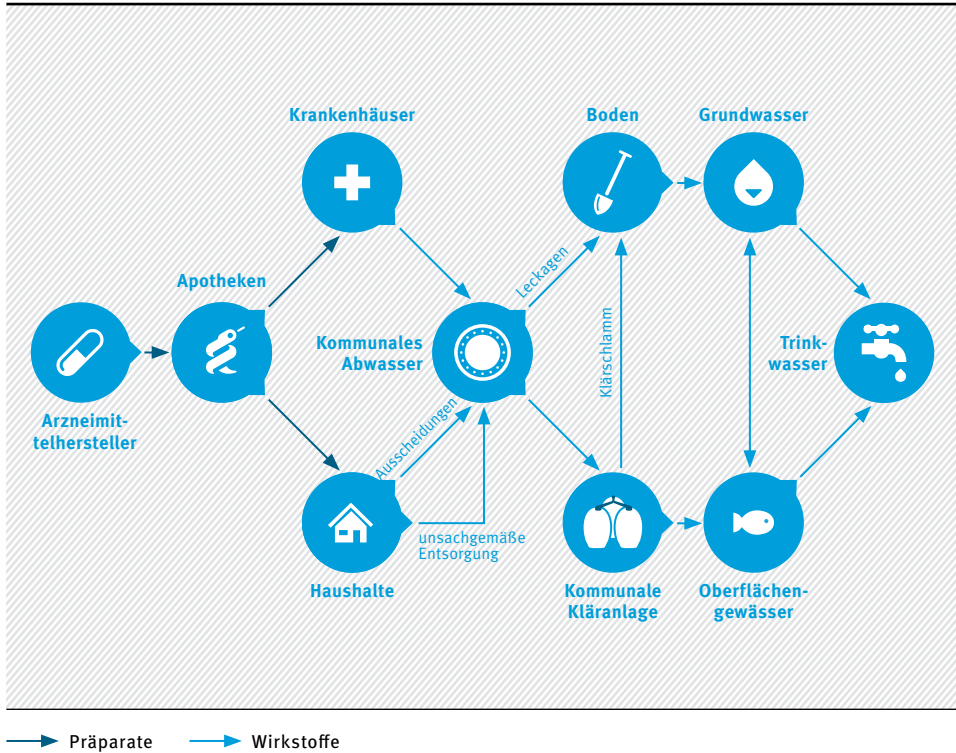 Krankenhäuser
Boden
Grundwasser
Leckagen
Apotheken
Kommunales
Abwasser
Klärschlamm
Trink-
wasser
Arzneimit-
telhersteller
Ausscheidungen
unsachgemäße
Entsorgung
Haushalte
Kommunale
Kläranlage
Oberflächen-
gewässer
Präparate
Wirkstoffe